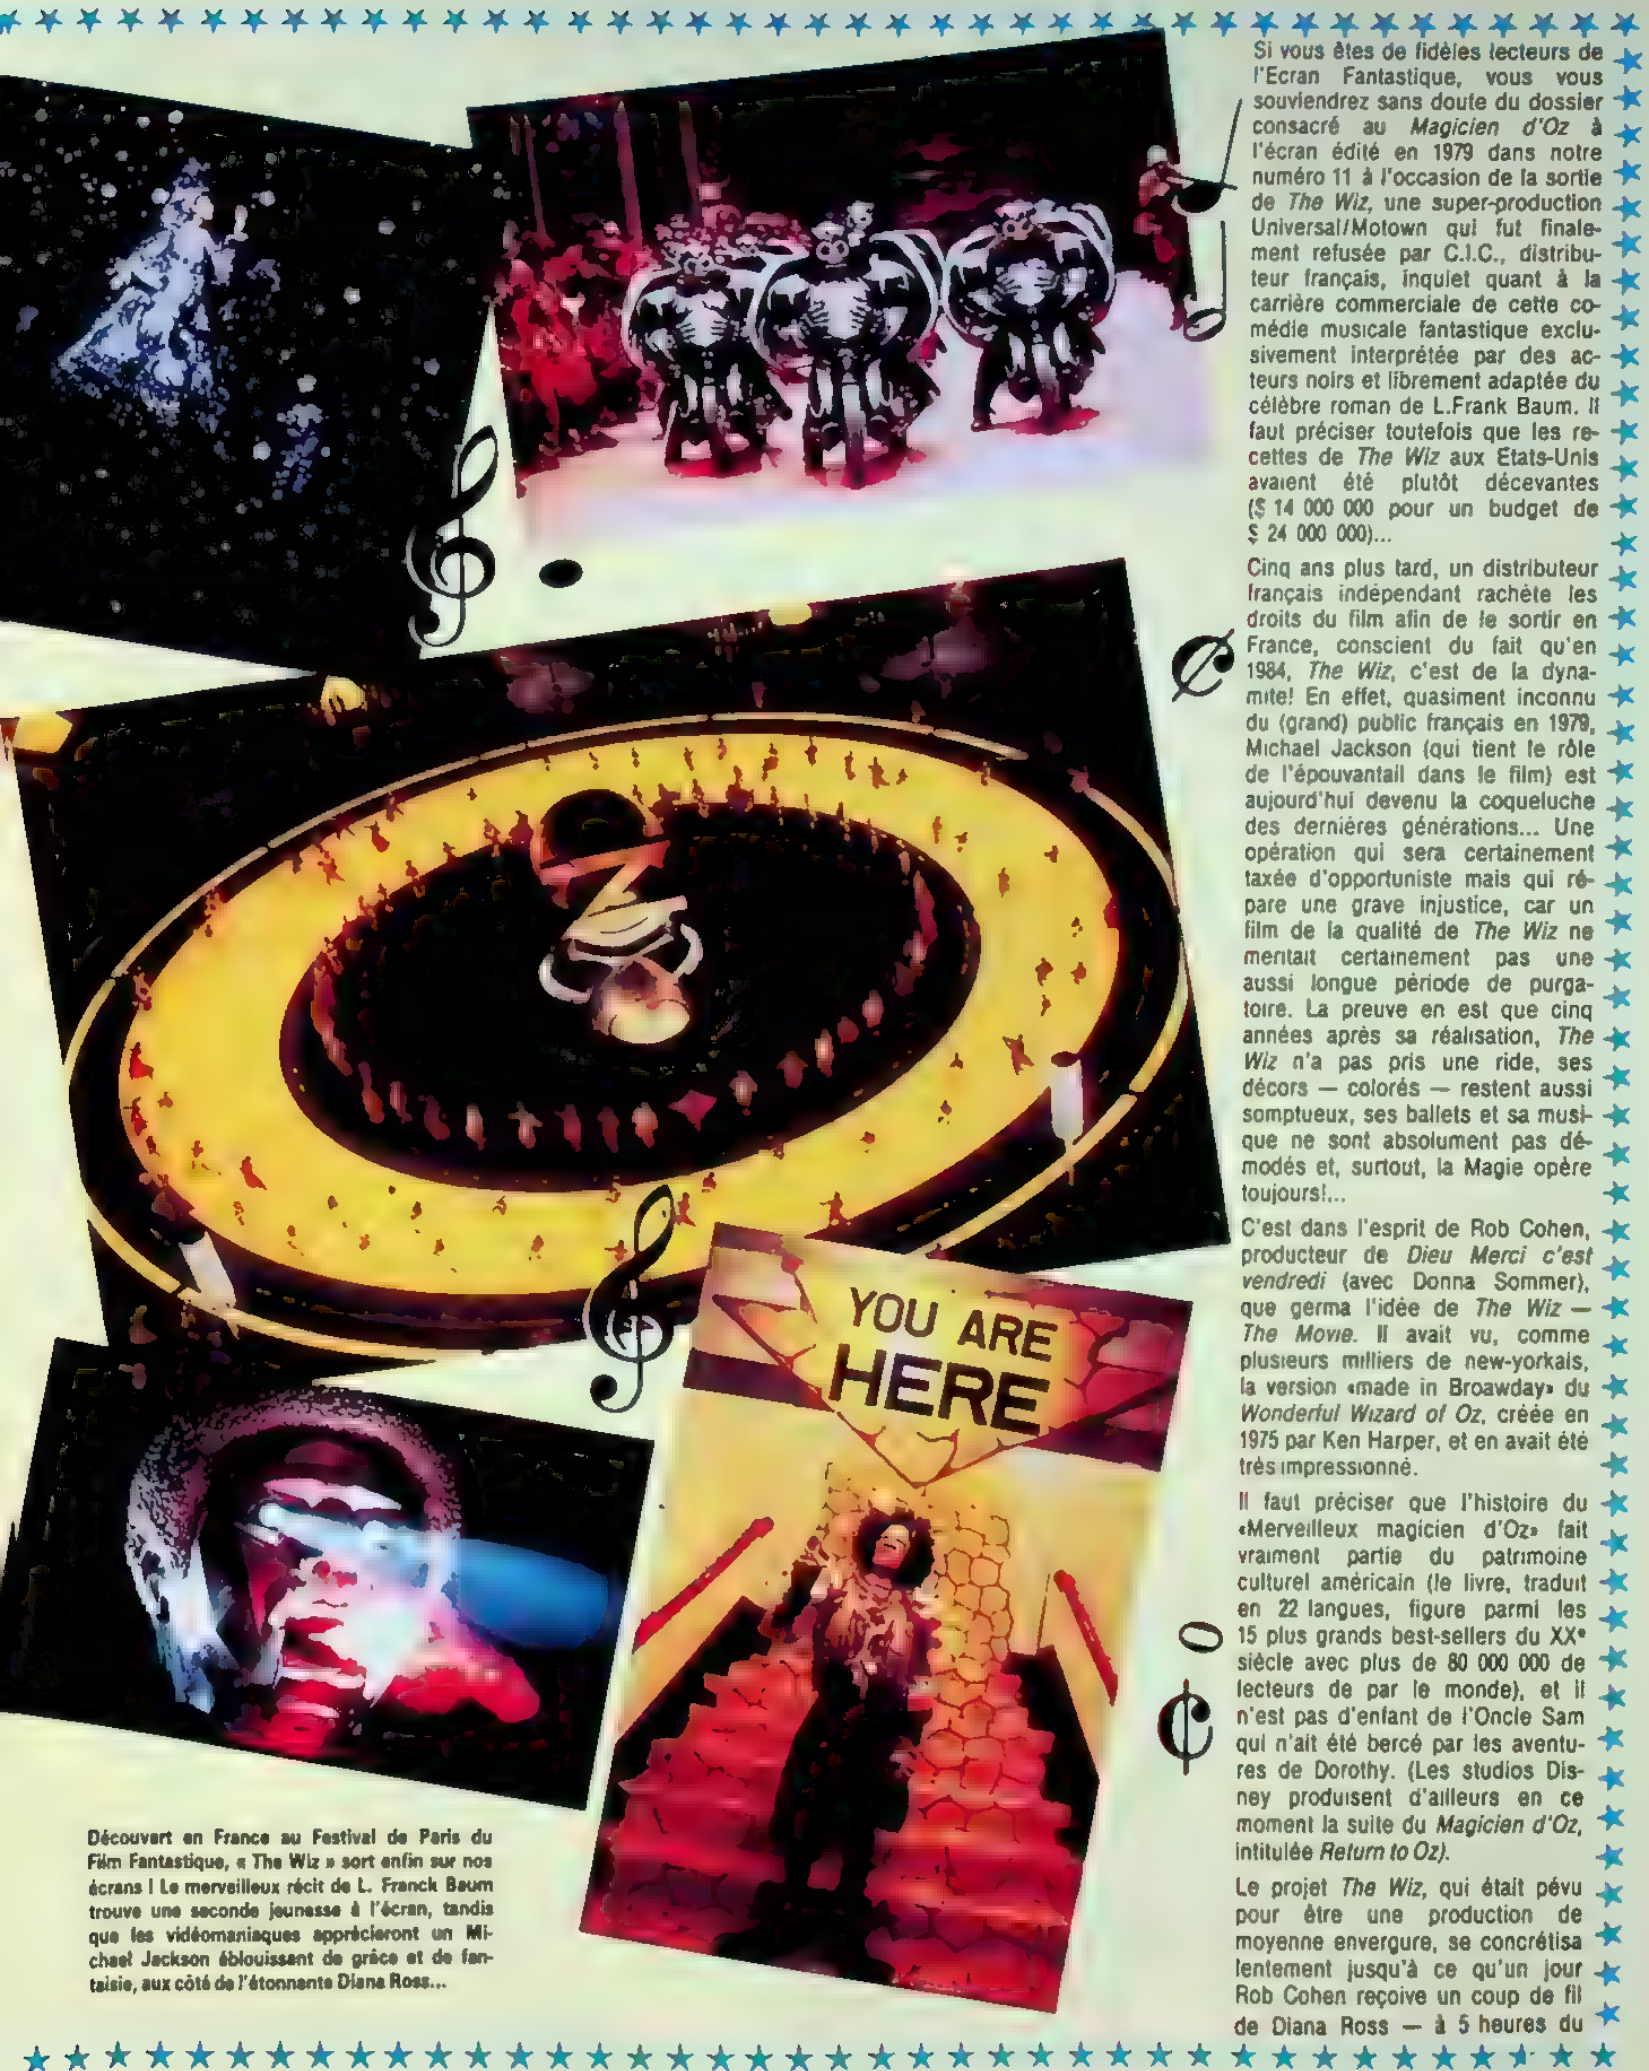 Si vous êtes de fidèles lecteurs de
l'Ecran Fantastique, vous vous
souviendrez sans doute du dossier
consacré au Magicien d'Oz à
l'écran édité en 1979 dans notre
numéro 11 à l'occasion de la sortie
de The Wiz, une super-production
Universal/Motown qui fut finale-
ment refusée par C.I.C., distribu-
teur français, inquiet quant à la
carrière commerciale de cette co-
médie musicale fantastique exclu-
sivement interprétée par des ac-
teurs noirs et librement adaptée du
célèbre roman de L.Frank Baum. Il
faut préciser toutefois que les re-
cettes de The Wiz aux Etats-Unis
avaient été plutôt décevantes
($ 14 000 000 pour un budget de
$ 24 000 000)...
Cinq ans plus tard, un distributeur
français indépendant rachète les
droits du film afin de le sortir en
France, conscient du fait qu'en
1984, The Wiz, c'est de la dyna-
mite! En effet, quasiment inconnu
du (grand) public français en 1979,
Michael Jackson (qui tient le rôle
de l'épouvantail dans le film) est
aujourd'hui devenu la coqueluche
des dernières générations... Une
opération qui sera certainement
taxée d'opportuniste mais qui ré-
pare une grave injustice, car un
film de la qualité de The Wiz ne
meritait certainement pas une
aussi longue période de purga-
toire. La preuve en est que cinq
années après sa réalisation, The
Wiz n'a pas pris une ride, ses
décors — colorés — restent aussi
somptueux, ses ballets et sa musi-
que ne sont absolument pas dé-
modés et, surtout, la Magie opère
toujours!...
C'est dans l'esprit de Rob Cohen,
producteur de Dieu Merci c'est
vendredi (avec Donna Sommer),
que germa l'idée de The Wiz —
The Movie. Il avait vu, comme
plusieurs milliers de new-yorkais,
la version «made in Broawday» du
Wonderful Wizard of Oz, créée en
1975 par Ken Harper, et en avait été
très impressionné.
Il faut préciser que l'histoire du
«Merveilleux magicien d'Oz» fait
vraiment partie du patrimoine
culturel américain (le livre, traduit
en 22 langues, figure parmi les
15 plus grands best-sellers du XXe
siècle avec plus de 80 000 000 de
lecteurs de par le monde), et il
n'est pas d'enfant de l'Oncle Sam
qui n'ait été bercé par les aventu-
res de Dorothy. (Les studios Dis-
ney produisent d'ailleurs en ce
moment la suite du Magicien d'Oz,
intitulée Return to Oz).
Le projet The Wiz, qui était pévu
pour être une production de
moyenne envergure, se concrétisa
lentement jusqu'à ce qu'un jour
Rob Cohen reçoive un coup de fil
de Diana Ross — à 5 heures du
YOU ARE
HERE
Découvert en France au Festival de Paris du
Film Fantastique, « The Wiz » sort enfin sur nos
écrans ! Le merveilleux récit de L. Franck Baum
trouve une seconde jeunesse à l'écran, tandis
que les vidéomaniaques apprécieront un Mi-
chael Jackson éblouissant de grâce et de fan-
taisie, aux côté de l'étonnante Diana Ross...